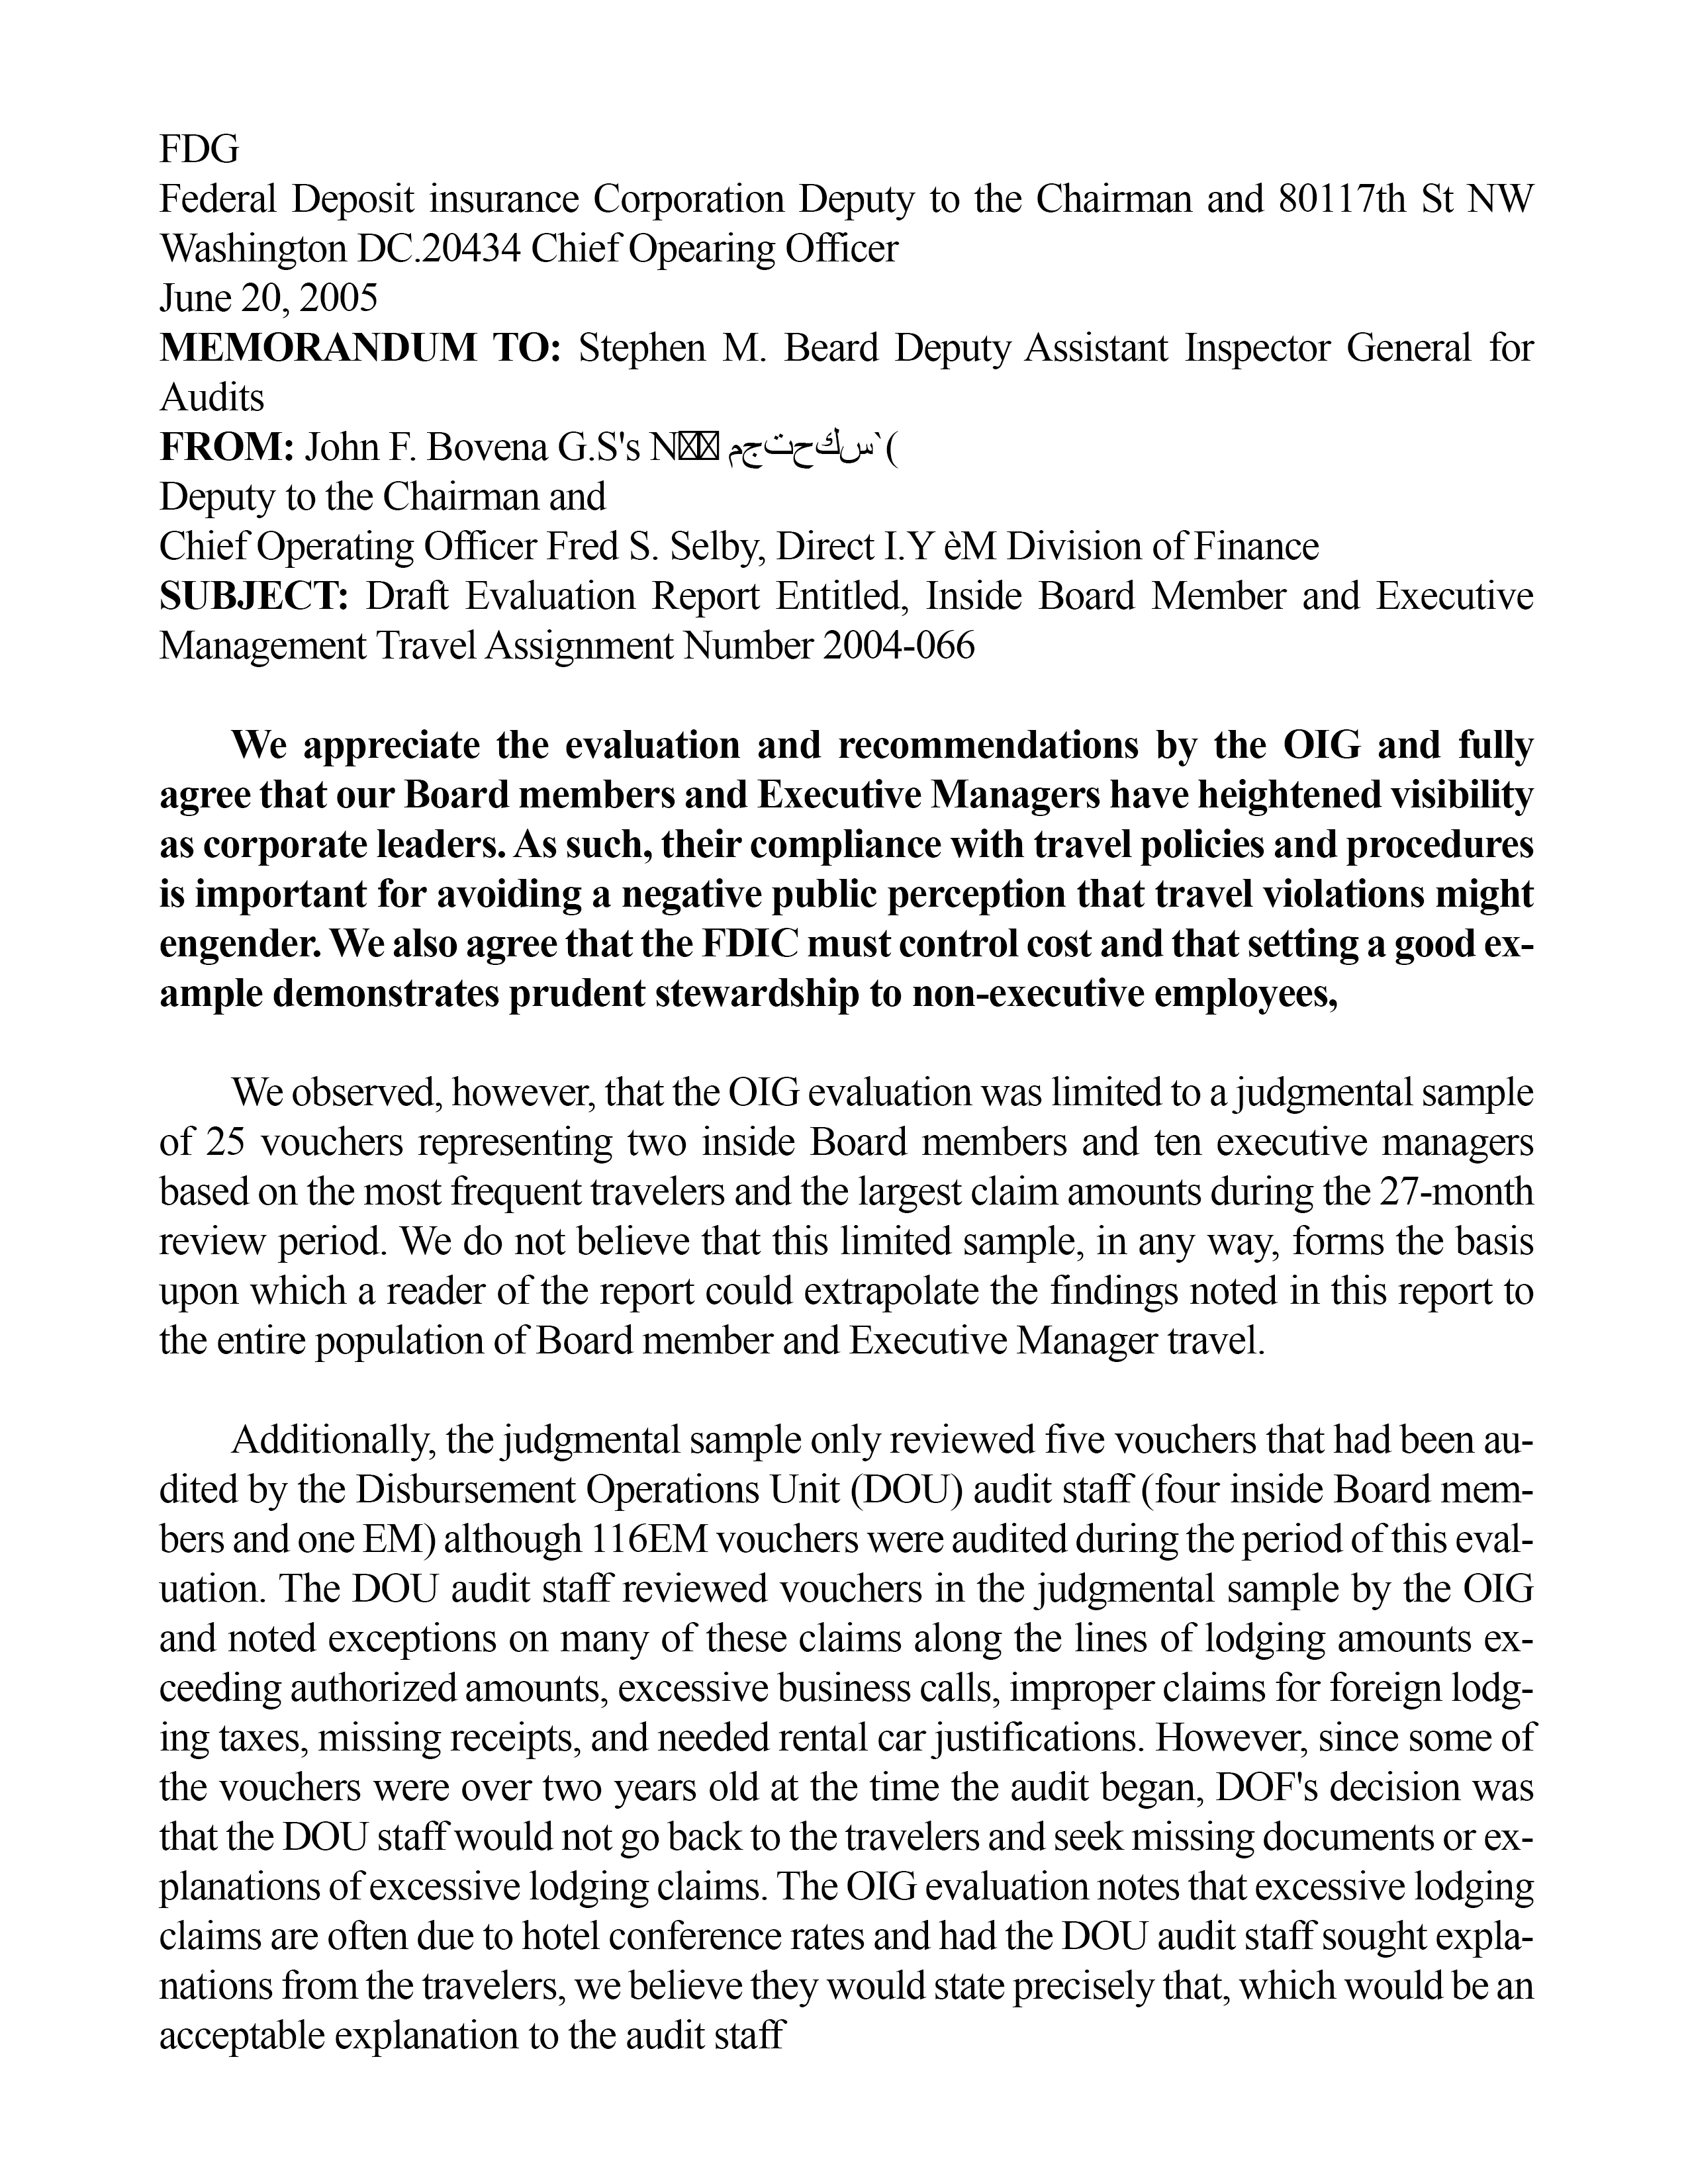 FDG
Federal Deposit insurance Corporation Deputy to the Chairman and 80117th St NW
Washington DC.20434 Chief Opearing Officer
June 20, 2005
MEMORANDUM TO: Stephen M. Beard Deputy Assistant Inspector General for
Audits
FROM: John F. Bovena G.S's N سكحتجم`(
Deputy to the Chairman and
Chief Operating Officer Fred S. Selby, Direct I.Y èM Division of Finance
SUBJECT: Draft Evaluation Report Entitled, Inside Board Member and Executive
Management Travel Assignment Number 2004-066
We appreciate the evaluation and recommendations by the OIG and fully
agree that our Board members and Executive Managers have heightened visibility
as corporate leaders. As such, their compliance with travel policies and procedures
is important for avoiding a negative public perception that travel violations might
engender. We also agree that the FDIC must control cost and that setting a good ex-
ample demonstrates prudent stewardship to non-executive employees,
We observed, however, that the OIG evaluation was limited to a judgmental sample
of 25 vouchers representing two inside Board members and ten executive managers
based on the most frequent travelers and the largest claim amounts during the 27-month
review period. We do not believe that this limited sample, in any way, forms the basis
upon which a reader of the report could extrapolate the findings noted in this report to
the entire population of Board member and Executive Manager travel.
Additionally, the judgmental sample only reviewed five vouchers that had been au-
dited by the Disbursement Operations Unit (DOU) audit staff (four inside Board mem-
bers and one EM) although 116EM vouchers were audited during the period of this eval-
uation. The DOU audit staff reviewed vouchers in the judgmental sample by the OIG
and noted exceptions on many of these claims along the lines of lodging amounts ex-
ceeding authorized amounts, excessive business calls, improper claims for foreign lodg-
ing taxes, missing receipts, and needed rental car justifications. However, since some of
the vouchers were over two years old at the time the audit began, DOF's decision was
that the DOU staff would not go back to the travelers and seek missing documents or ex-
planations of excessive lodging claims. The OIG evaluation notes that excessive lodging
claims are often due to hotel conference rates and had the DOU audit staff sought expla-
nations from the travelers, we believe they would state precisely that, which would be an
acceptable explanation to the audit staff